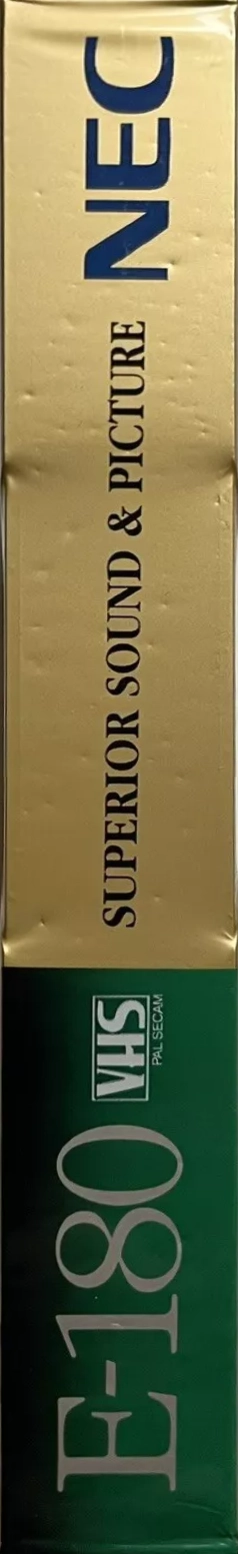 E-180
VHS
PAL SECAM
SUPERIOR SOUND & PICTURE
NEC